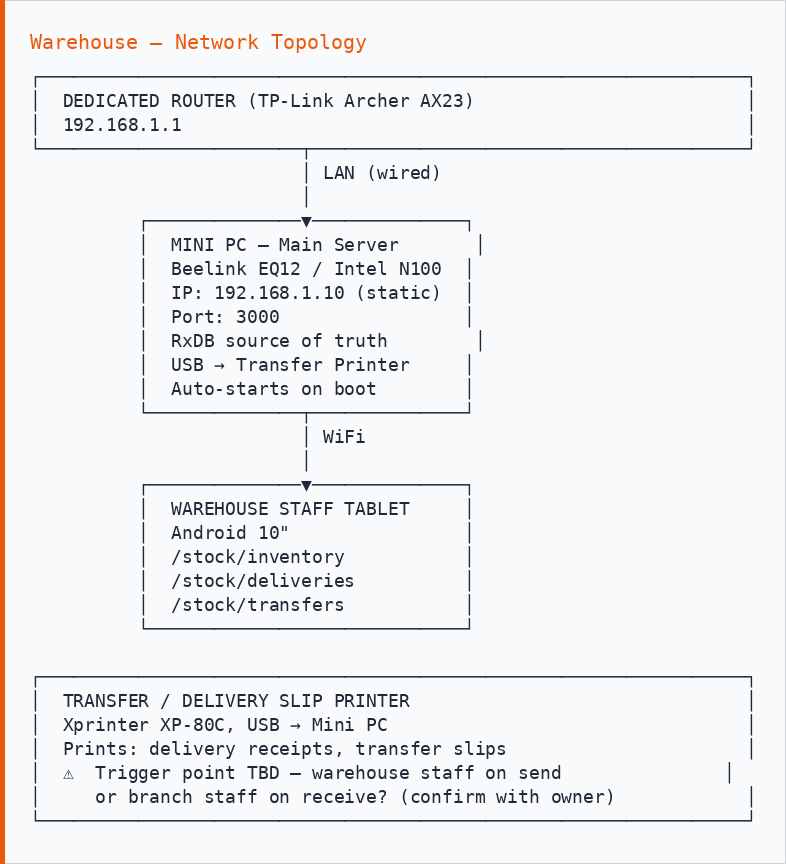 Warehouse — Network Topology
DEDICATED ROUTER (TP-Link Archer AX23)
192.168.1.1
LAN (wired)
MINI PC — Main Server
Beelink EQ12 / Intel N100
IP: 192.168.1.10 (static)
Port: 3000
RxDB source of truth
USB → Transfer Printer
Auto-starts on boot
WiFi
WAREHOUSE STAFF TABLET
Android 10"
/stock/inventory
/stock/deliveries
/stock/transfers
TRANSFER / DELIVERY SLIP PRINTER
Xprinter XP-80C, USB → Mini PC
Prints: delivery receipts, transfer slips
⚠ Trigger point TBD — warehouse staff on send
or branch staff on receive? (confirm with owner)